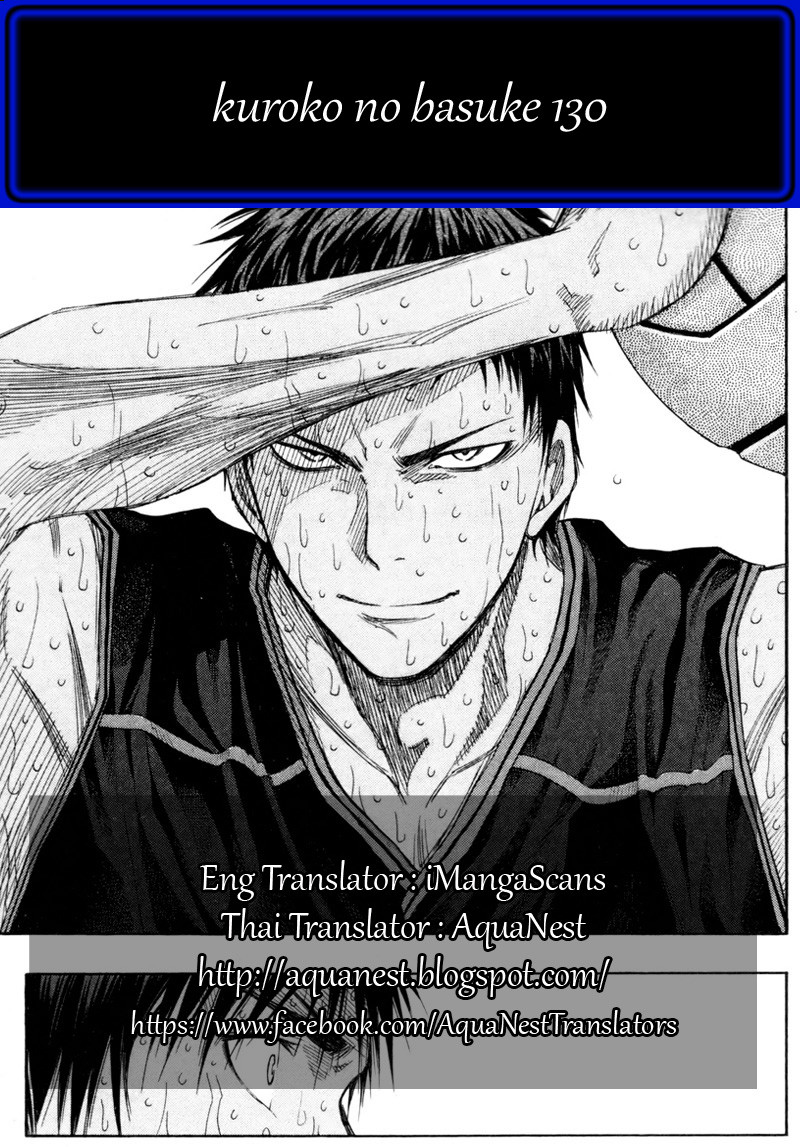 kuroko no basuke 130
Eng Translator : iMangaScans
Thai Translator : AquaNest
http://aquanest.blogspot.com/
https://www.facebook.com/AquaNestTranslators